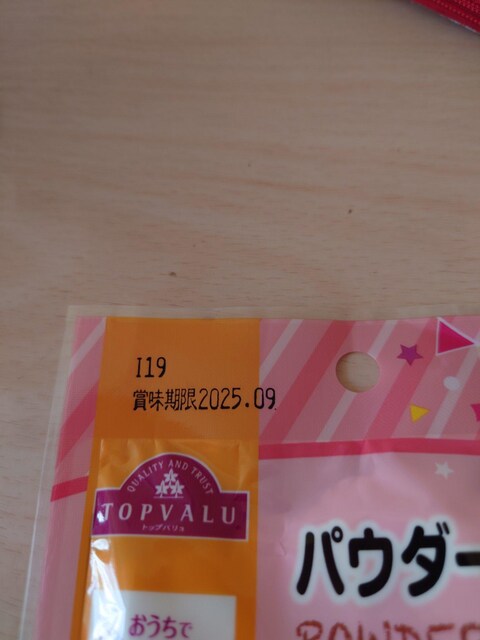 I19
賞味期限2025.09
QUALITY AND TRUST
TOPVALU
トップバリュ
パウダー
おうちで
POWDER